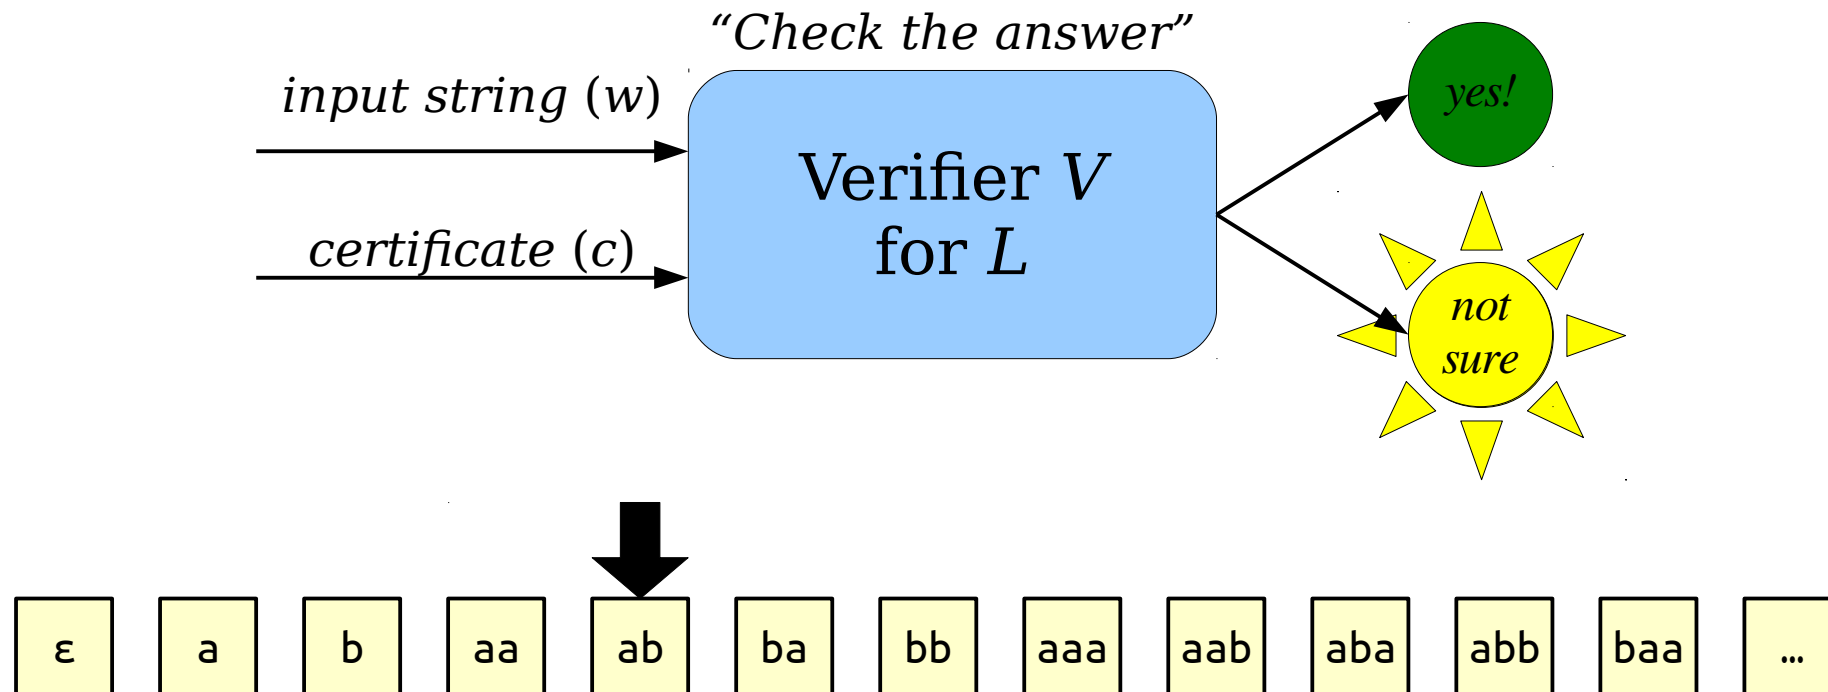 “Check the answer”
input string (w)
certificate (c)
Verifier V
for L
yes!
not
sure
ε a b aa ab ba bb aaa aab aba abb baa …